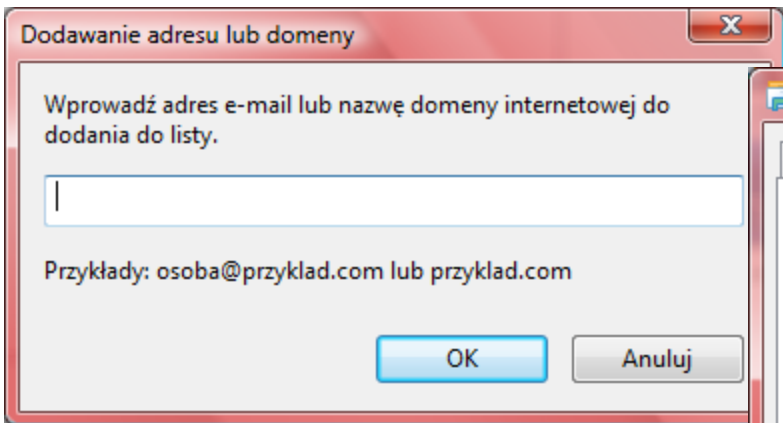 Dodawanie adresu lub domeny
Wprowadź adres e-mail lub nazwę domeny internetowej do
dodania do listy.
Przykłady: osoba@przyklad.com lub przyklad.com
OK
Anuluj